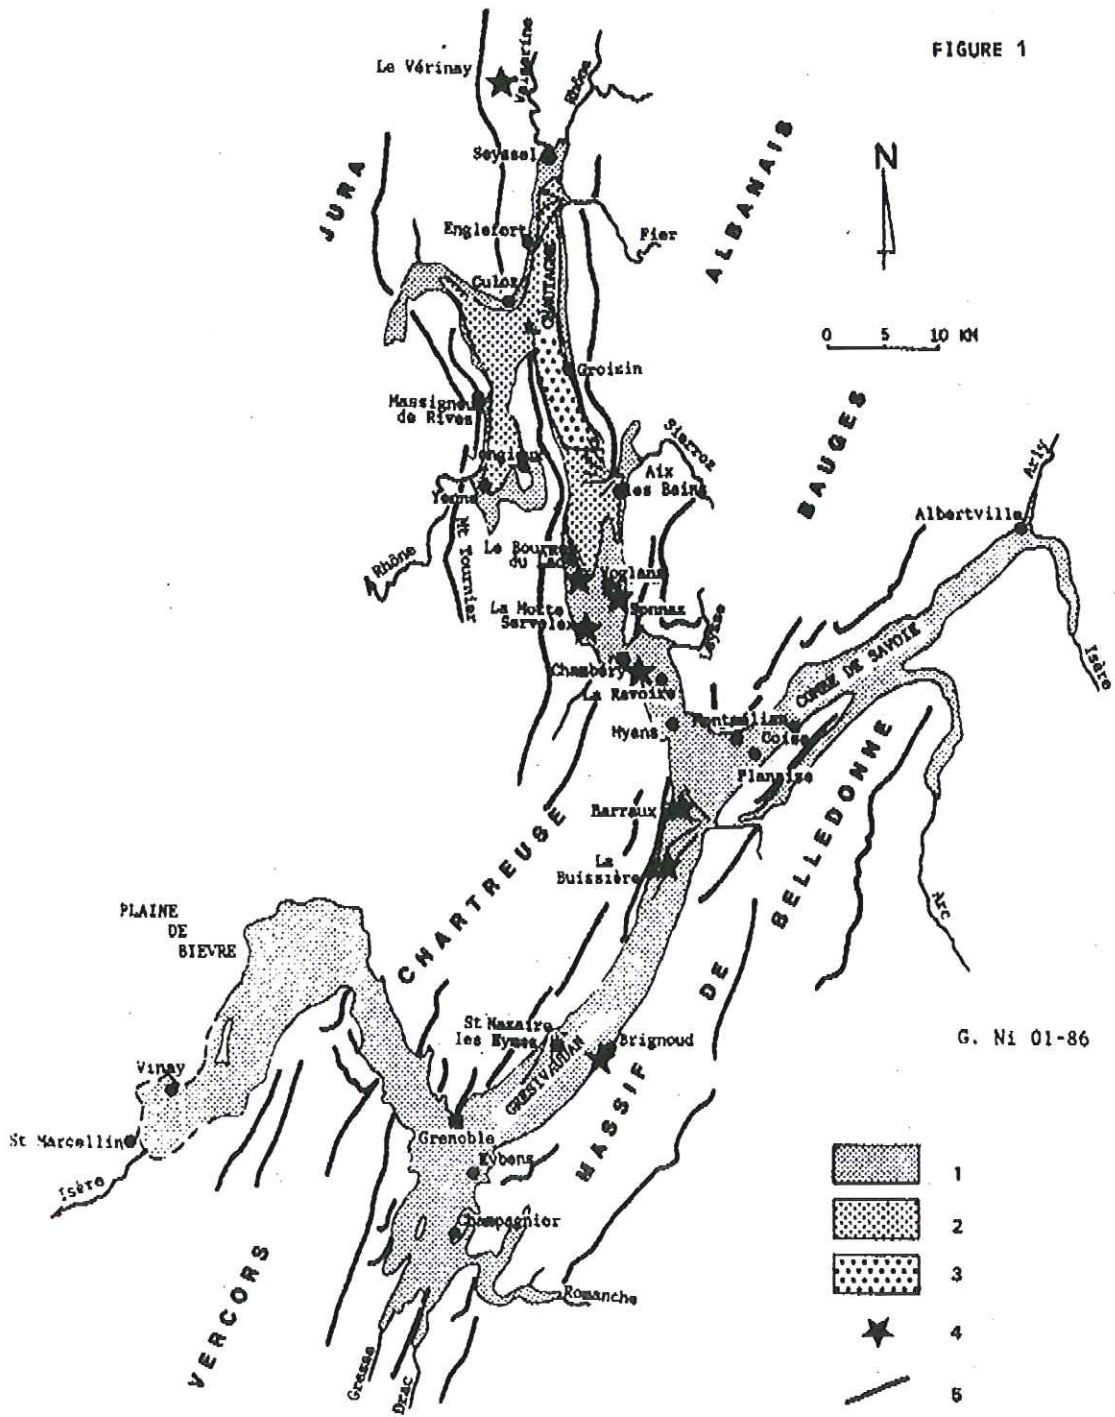 FIGURE 1
Le Vérinay
Valserine
Rhône
Seyssel
JURA
ALBANAIS
N
Englefort
Fier
CHAUTAGNE
Culoz
0 5 10 KM
Groisin
Massigneu
de Rives
BAUGES
Sierroz
Jongieux
Aix
les Bains
Yenne
Arly
Albertville
Mt Tournier
Rhône
Le Bourget
du Lac
Voglans
Sonnaz
La Motte
Servolex
Leysse
Isère
COMBE DE SAVOIE
Chambéry
La Ravoire
Montmélian
Myans
Coise
Planaise
Barraux
CHARTREUSE
La
Buissière
MASSIF DE BELLEDONNE
Arc
PLAINE
DE
BIEVRE
St Nazaire
les Eymes
Brignoud
GRESIVAUDAN
G. Ni 01-86
Vinay
St Marcellin
Isère
Grenoble
Eybens
Champagnier
Romanche
VERCORS
Gresse
Drac
1
2
3
4
5